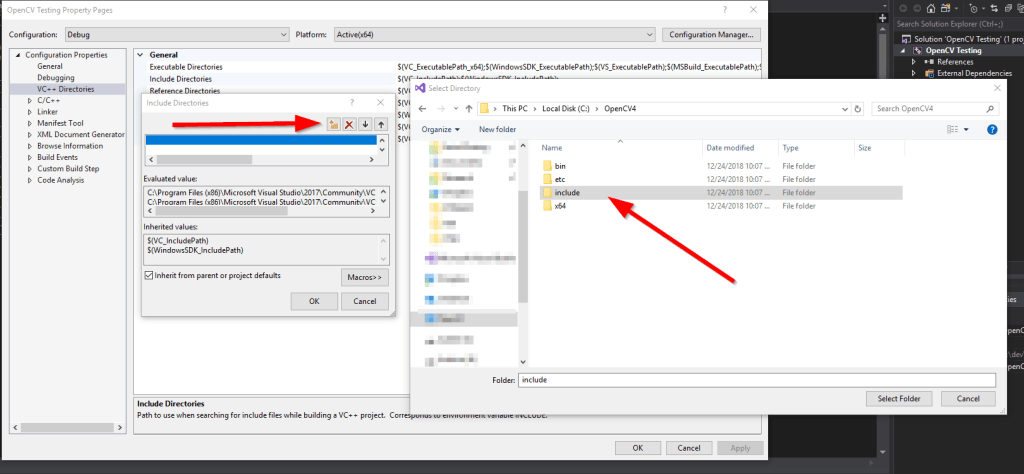 OpenCV Testing Property Pages
Configuration: Debug
Platform: Active(x64)
Configuration Manager...
Configuration Properties
General
Debugging
VC++ Directories
C/C++
Linker
Manifest Tool
XML Document Generator
Browse Information
Build Events
Custom Build Step
Code Analysis
General
Executable Directories $(VC_ExecutablePath_x64);$(WindowsSDK_ExecutablePath);$(VS_ExecutablePath);$(MSBuild_ExecutablePath);$
Include Directories $(VC_IncludePath);$(WindowsSDK_IncludePath);
Reference Directories
Include Directories
Evaluated value:
C:\Program Files (x86)\Microsoft Visual Studio\2017\Community\VC
C:\Program Files (x86)\Microsoft Visual Studio\2017\Community\VC
Inherited values:
$(VC_IncludePath)
$(WindowsSDK_IncludePath)
Inherit from parent or project defaults
Macros>>
OK Cancel
Include Directories
Path to use when searching for include files while building a VC++ project. Corresponds to environment variable INCLUDE.
OK Cancel Apply
Select Directory
This PC > Local Disk (C:) > OpenCV4
Search OpenCV4
Organize New folder
Name Date modified Type Size
bin 12/24/2018 10:07 ... File folder
etc 12/24/2018 10:07 ... File folder
include 12/24/2018 10:07 ... File folder
x64 12/24/2018 10:07 ... File folder
Folder: include
Select Folder Cancel
Search Solution Explorer (Ctrl+;)
Solution 'OpenCV Testing' (1 proj
OpenCV Testing
References
External Dependencies